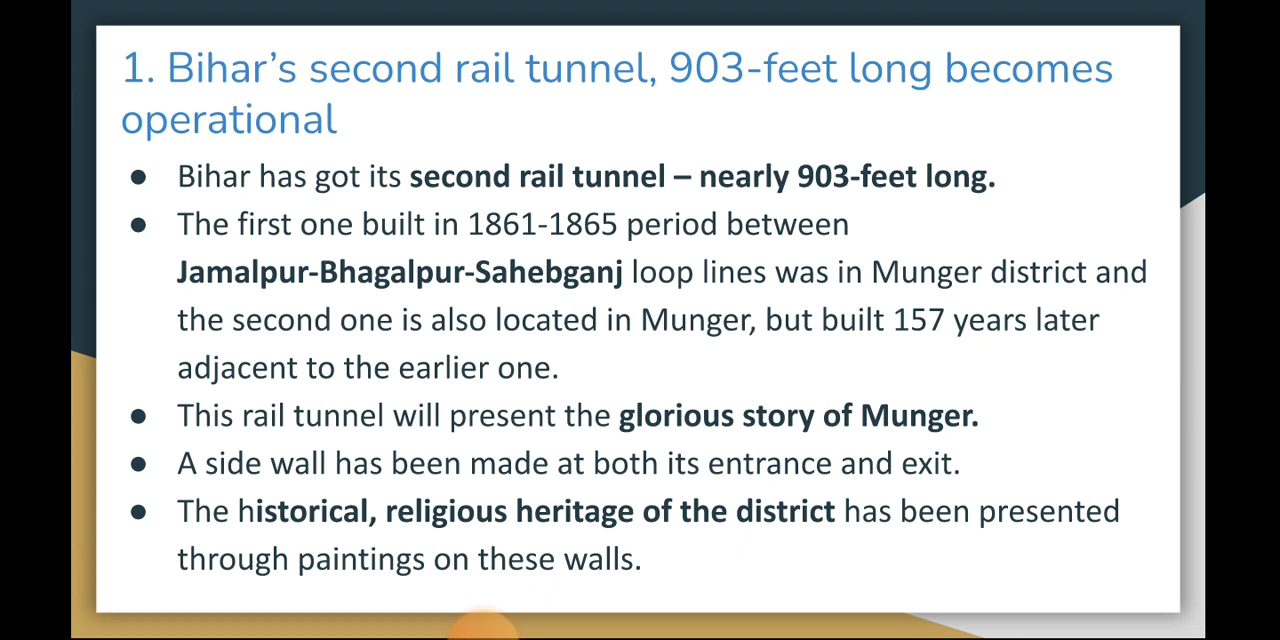 1. Bihar's second rail tunnel, 903-feet long becomes
operational
● Bihar has got its second rail tunnel – nearly 903-feet long.
● The first one built in 1861-1865 period between
Jamalpur-Bhagalpur-Sahebganj loop lines was in Munger district and
the second one is also located in Munger, but built 157 years later
adjacent to the earlier one.
● This rail tunnel will present the glorious story of Munger.
● A side wall has been made at both its entrance and exit.
● The historical, religious heritage of the district has been presented
through paintings on these walls.